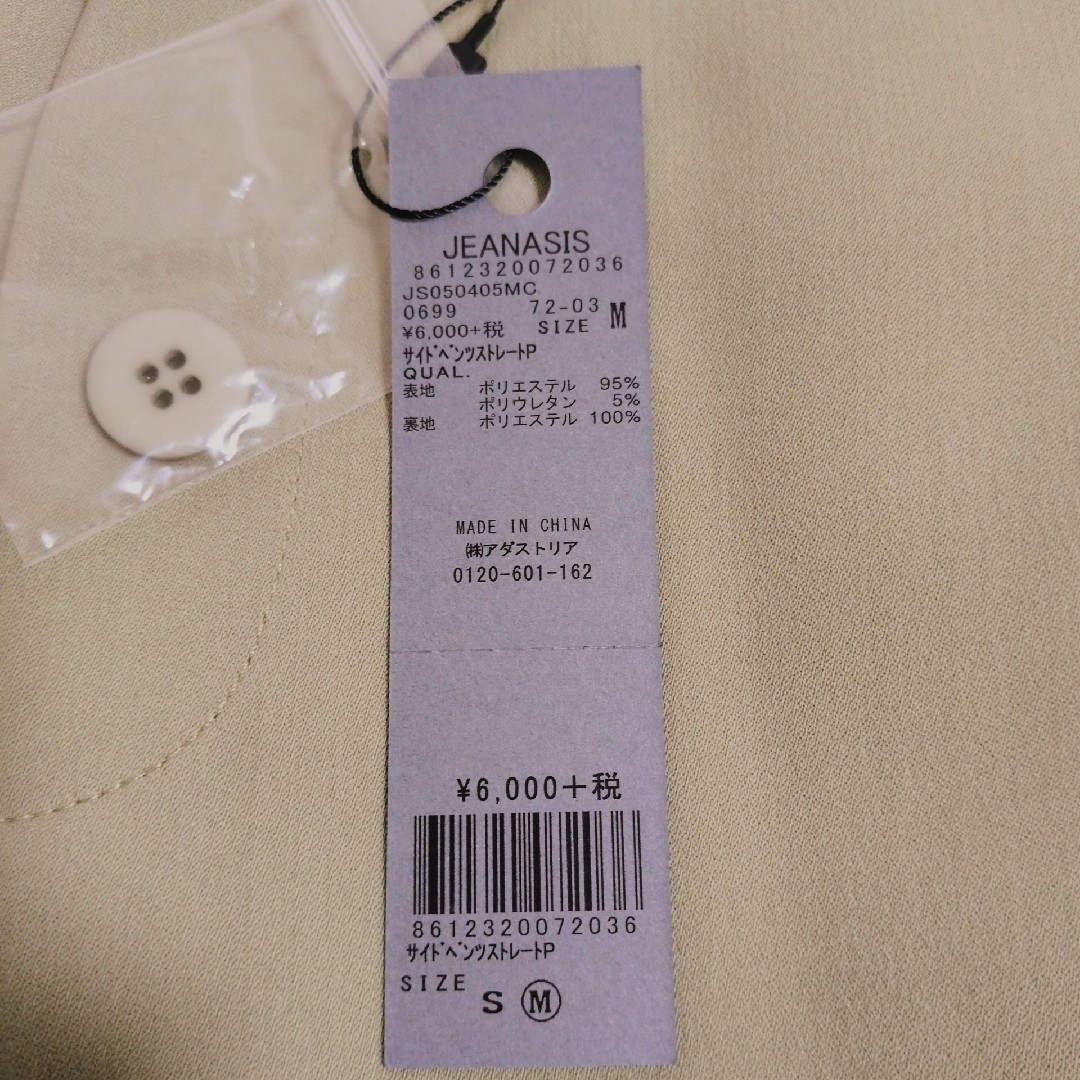 JEANASIS
8612320072036
JS050405MC
0699 72-03
¥6,000+税 SIZE M
サイドベンツストレートP
QUAL.
表地 ポリエステル 95%
ポリウレタン 5%
裏地 ポリエステル 100%
MADE IN CHINA
㈱アダストリア
0120-601-162
¥6,000+税
8612320072036
サイドベンツストレートP
SIZE
S Ⓜ